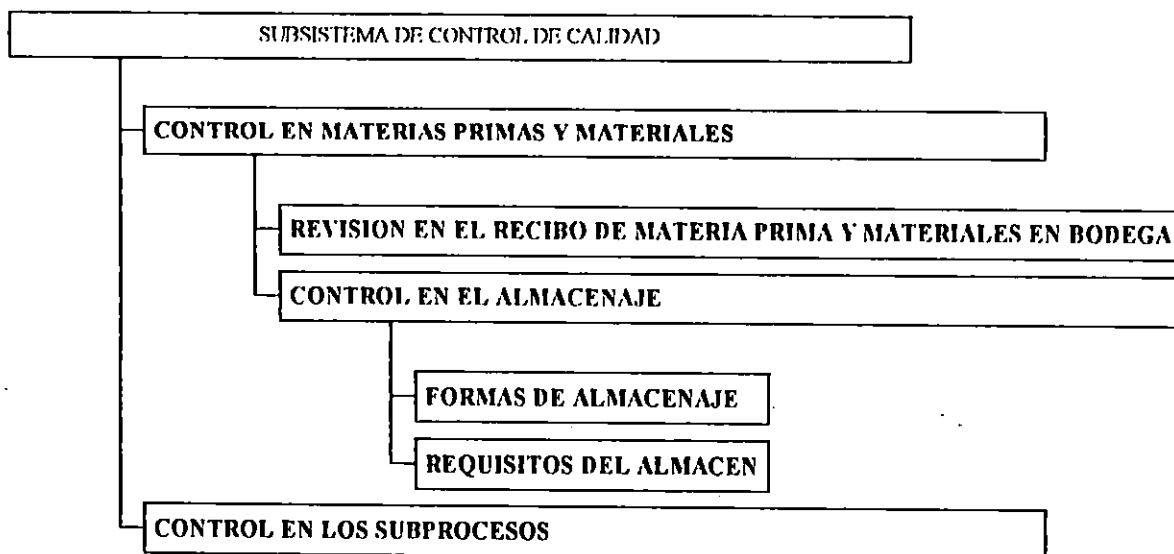 SUBSISTEMA DE CONTROL DE CALIDAD
CONTROL EN MATERIAS PRIMAS Y MATERIALES
REVISION EN EL RECIBO DE MATERIA PRIMA Y MATERIALES EN BODEGA
CONTROL EN EL ALMACENAJE
FORMAS DE ALMACENAJE
REQUISITOS DEL ALMACEN
CONTROL EN LOS SUBPROCESOS